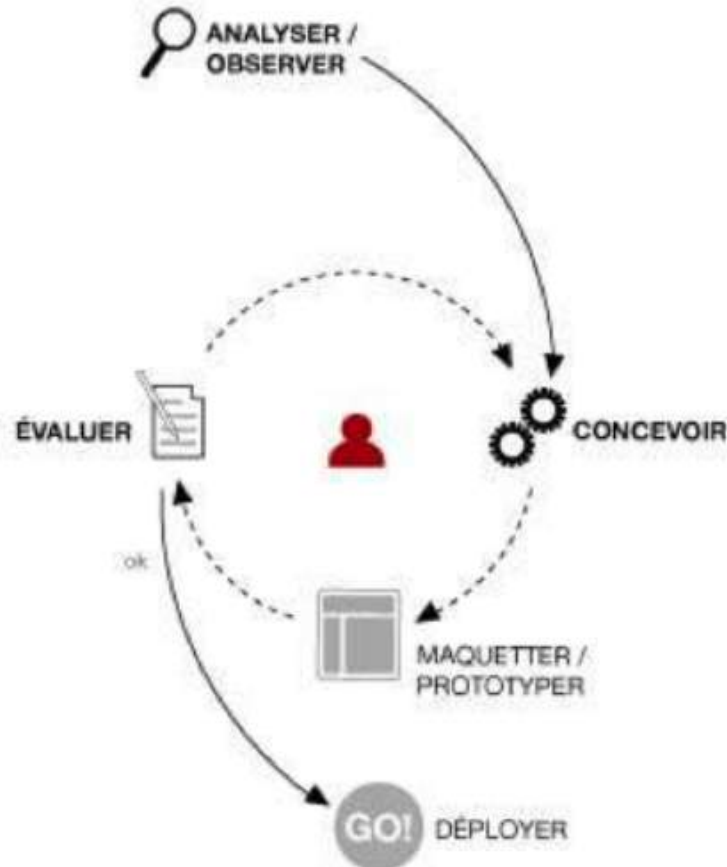 ANALYSER /
OBSERVER
ÉVALUER
CONCEVOIR
ok
MAQUETTER /
PROTOTYPER
GO! DÉPLOYER